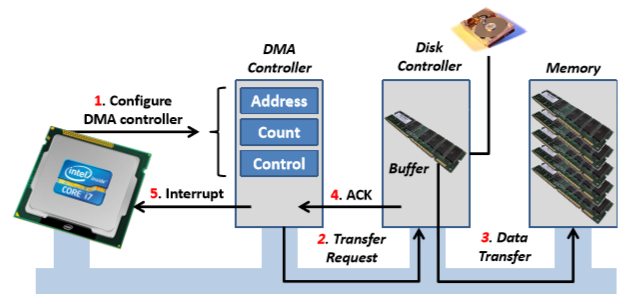 DMA
Controller
Disk
Controller
Memory
1. Configure
DMA controller
Address
Count
Control
intel
inside
CORE i7
Buffer
5. Interrupt
4. ACK
2. Transfer
Request
3. Data
Transfer